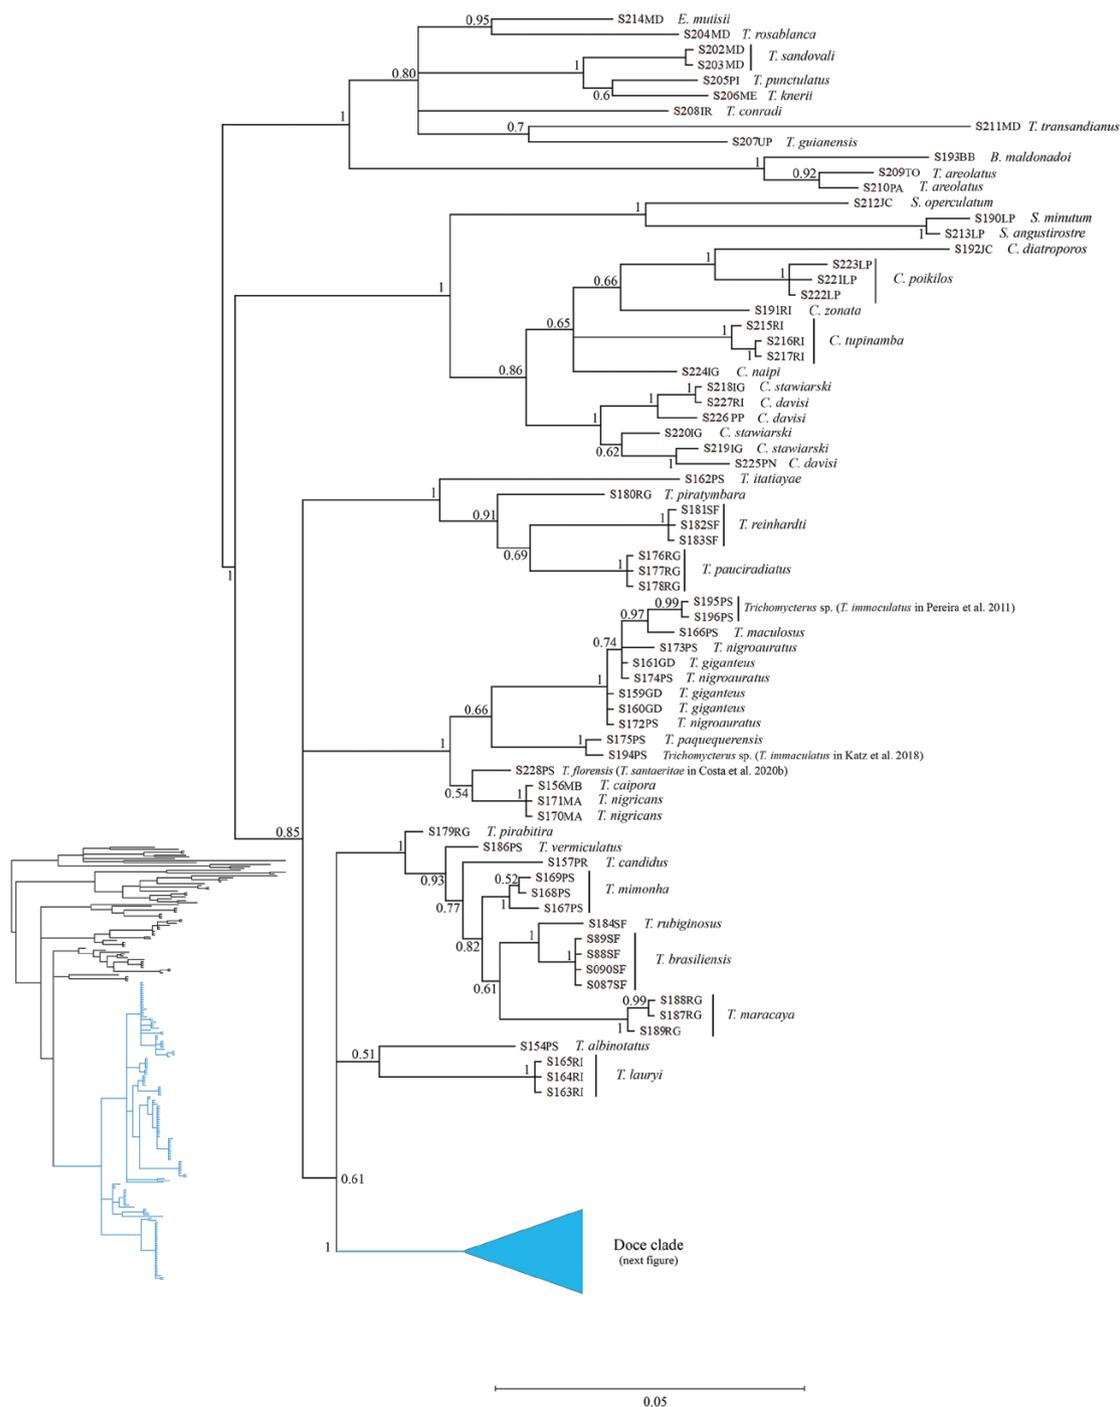 0.95
S214MD E. mutisii
S204MD T. rosablanca
S202MD
T. sandovali
S203MD
1
0.80
S205PI T. punctulatus
0.6
S206ME T. knerii
S208IR T. conradi
1
0.7
S211MD T. transandianus
S207UP T. guianensis
S193BB B. maldonadoi
1
0.92
S209TO T. areolatus
S210PA T. areolatus
S212JC S. operculatum
1
S190LP S. minutum
1
S213LP S. angustirostre
S192JC C. diatroporos
1
S223LP
1
S221LP C. poikilos
0.66
S222LP
1
S191RI C. zonata
0.65
S215RI
1
S216RI C. tupinamba
1
S217RI
0.86
S224IG C. naipi
1
S218IG C. stawiarski
1
S227RI C. davisi
S226PP C. davisi
1
S220IG C. stawiarski
0.62
S219IG C. stawiarski
1
S225PN C. davisi
S162PS T. itatiayae
1
S180RG T. piratymbara
0.91
S181SF
1
S182SF T. reinhardti
S183SF
0.69
S176RG
1
S177RG T. pauciradiatus
S178RG
1
0.99
S195PS
Trichomycterus sp. (T. immaculatus in Pereira et al. 2011)
0.97
S196PS
S166PS T. maculosus
0.74
S173PS T. nigroauratus
S161GD T. giganteus
1
S174PS T. nigroauratus
S159GD T. giganteus
0.66
S160GD T. giganteus
S172PS T. nigroauratus
1
1
S175PS T. paquequerensis
S194PS Trichomycterus sp. (T. immaculatus in Katz et al. 2018)
S228PS T. florensis (T. santaeritae in Costa et al. 2020b)
0.54
S156MB T. caipora
1
S171MA T. nigricans
S170MA T. nigricans
0.85
S179RG T. pirabitira
1
S186PS T. vermiculatus
S157PR T. candidus
0.93
0.52
S169PS
S168PS T. mimonha
0.77
1
S167PS
S184SF T. rubiginosus
0.82
1
S89SF
1
S88SF T. brasiliensis
S090SF
0.61
S087SF
0.99
S188RG
S187RG T. maracaya
1
S189RG
S154PS T. albinotatus
0.51
S165RI
1
S164RI T. lauryi
S163RI
0.61
1
Doce clade
(next figure)
0.05